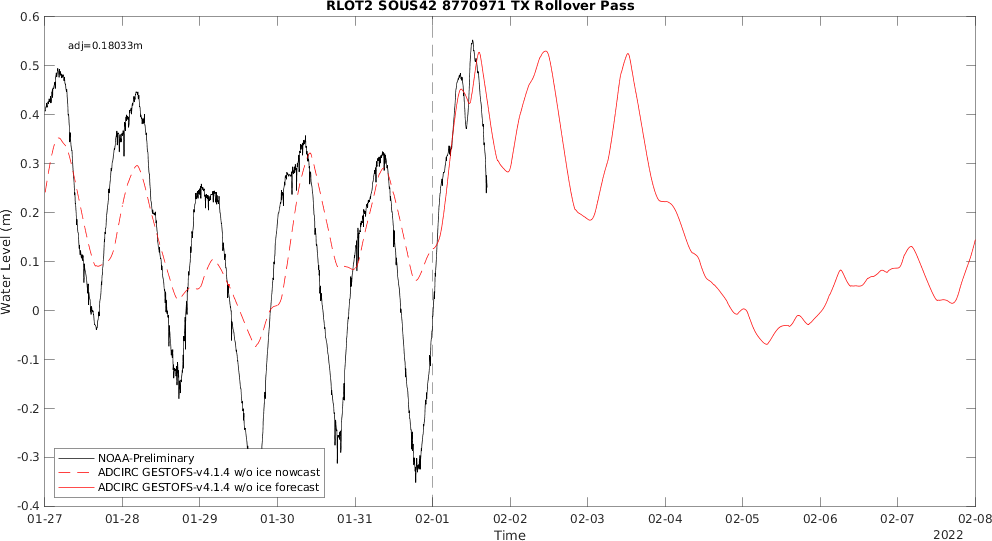 RLOT2 SOUS42 8770971 TX Rollover Pass
adj=0.18033m
Water Level (m)
0.6
0.5
0.4
0.3
0.2
0.1
0
-0.1
-0.2
-0.3
-0.4
NOAA-Preliminary
ADCIRC GESTOFS-v4.1.4 w/o ice nowcast
ADCIRC GESTOFS-v4.1.4 w/o ice forecast
01-27 01-28 01-29 01-30 01-31 02-01 02-02 02-03 02-04 02-05 02-06 02-07 02-08
Time
2022